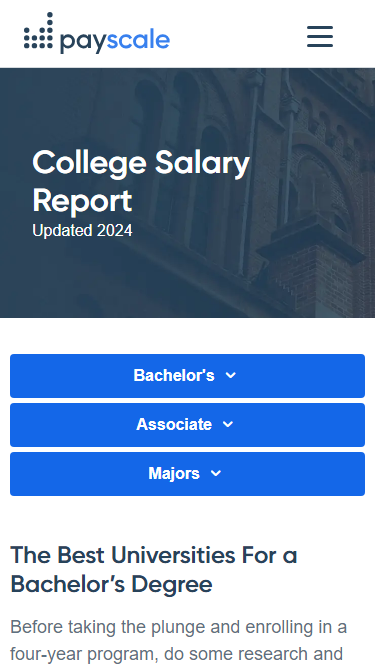 payscale
College Salary
Report
Updated 2024
Bachelor's
Associate
Majors
The Best Universities For a
Bachelor’s Degree
Before taking the plunge and enrolling in a
four-year program, do some research and